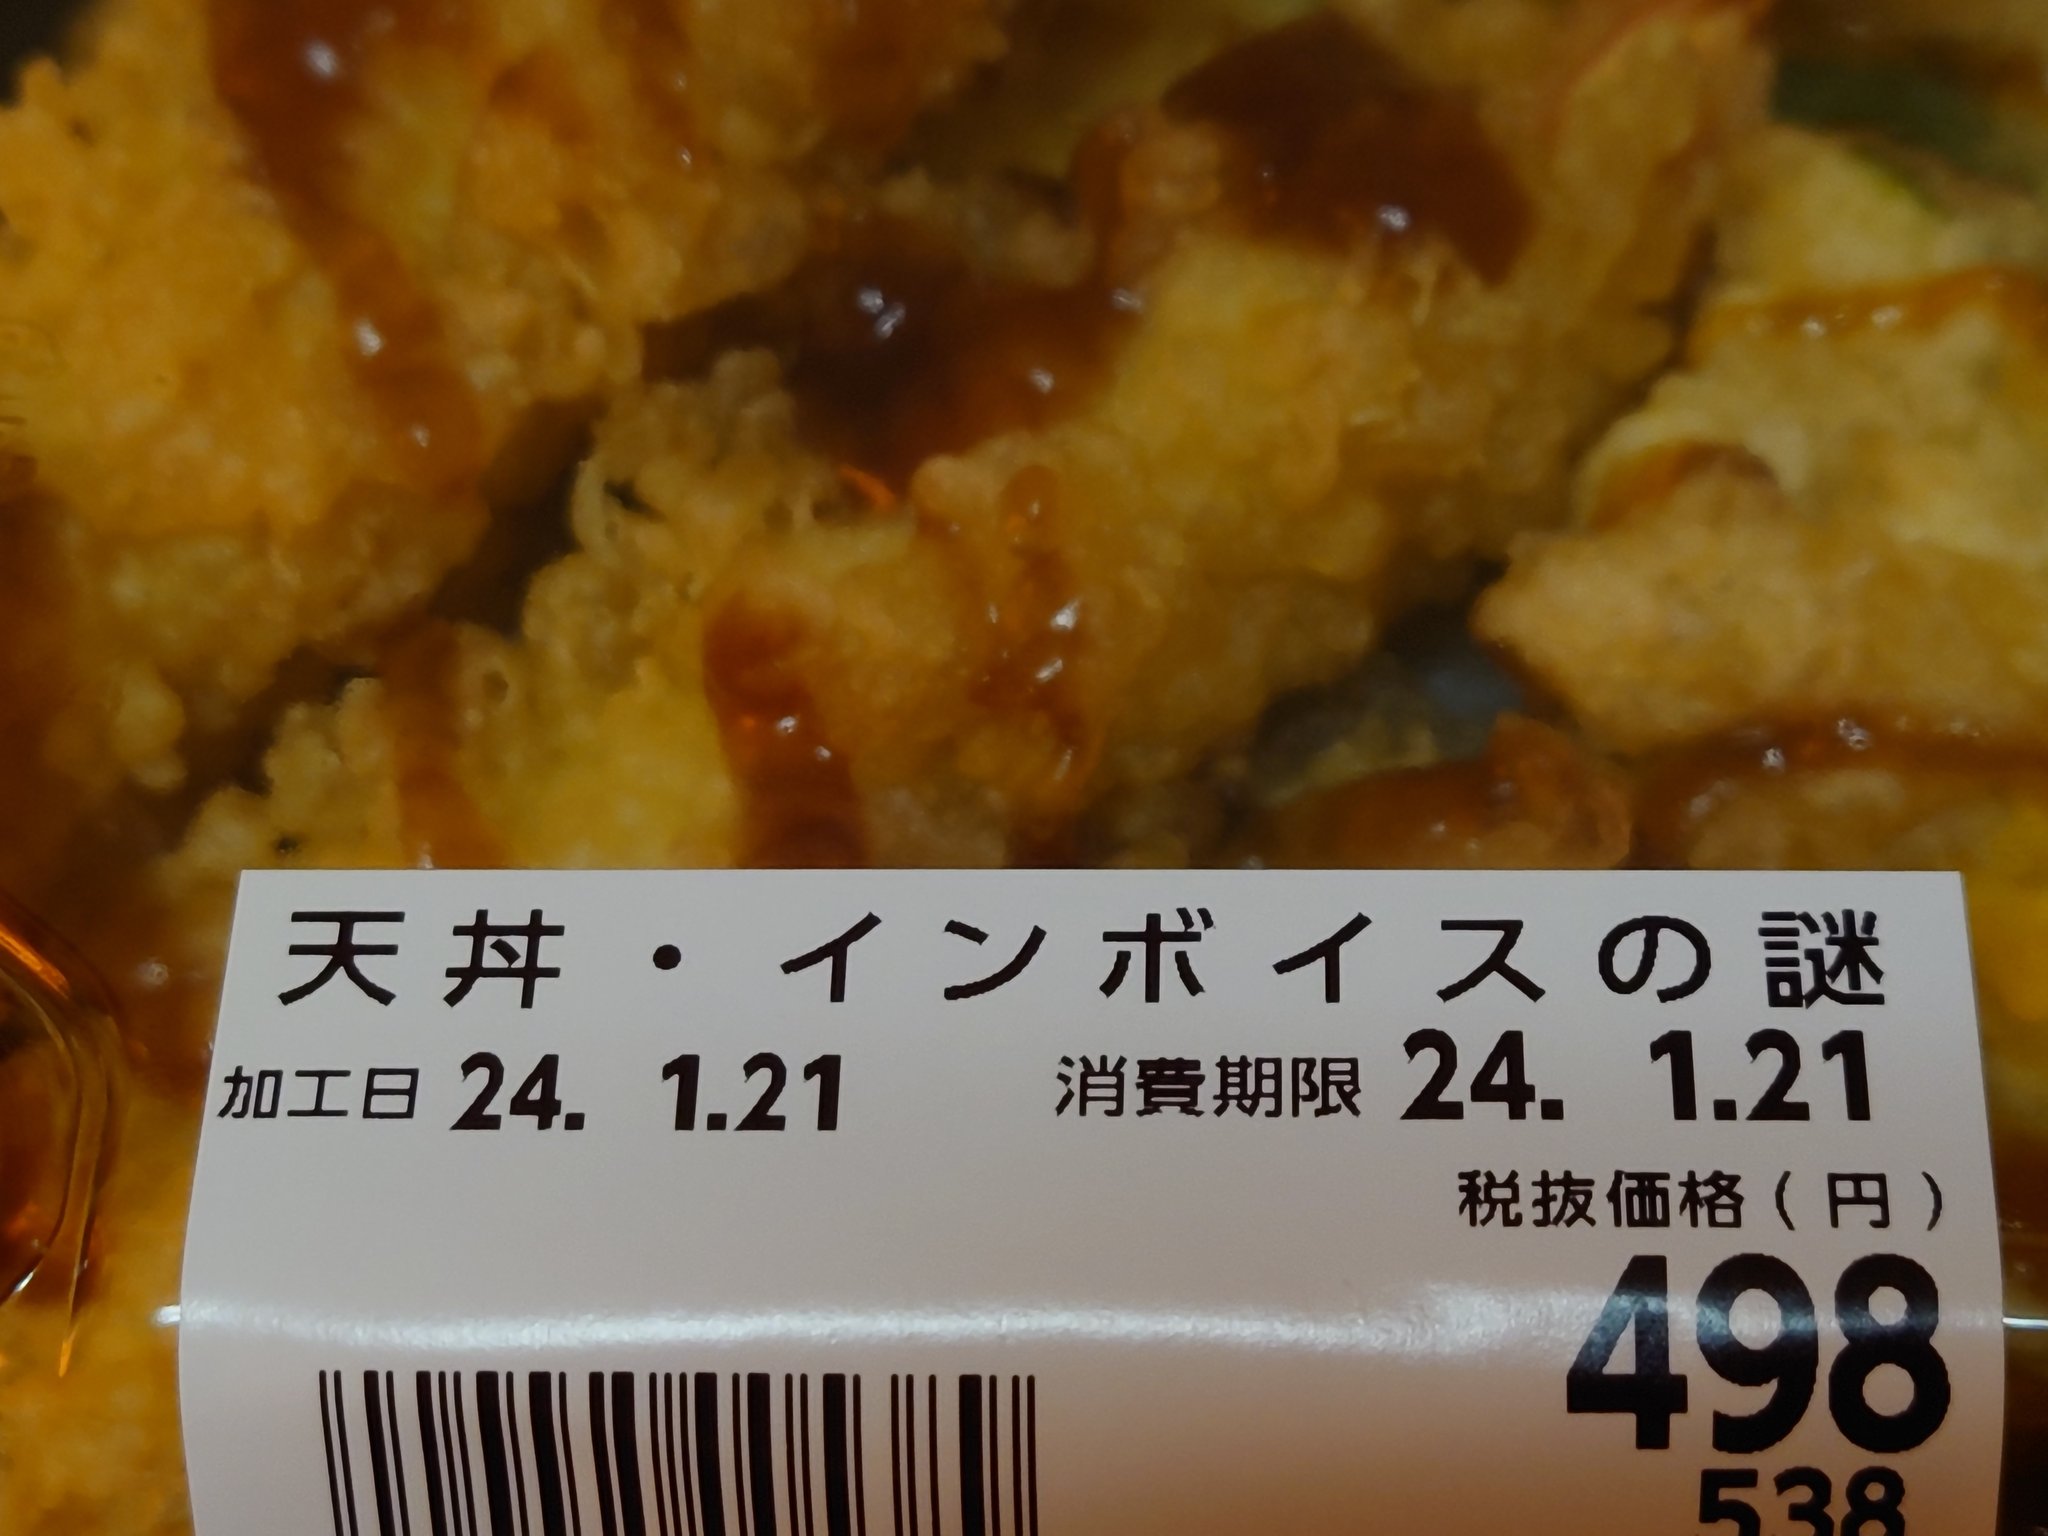 天丼・インボイスの謎
加工日 24. 1.21 消費期限 24. 1.21
税抜価格(円)
498
538